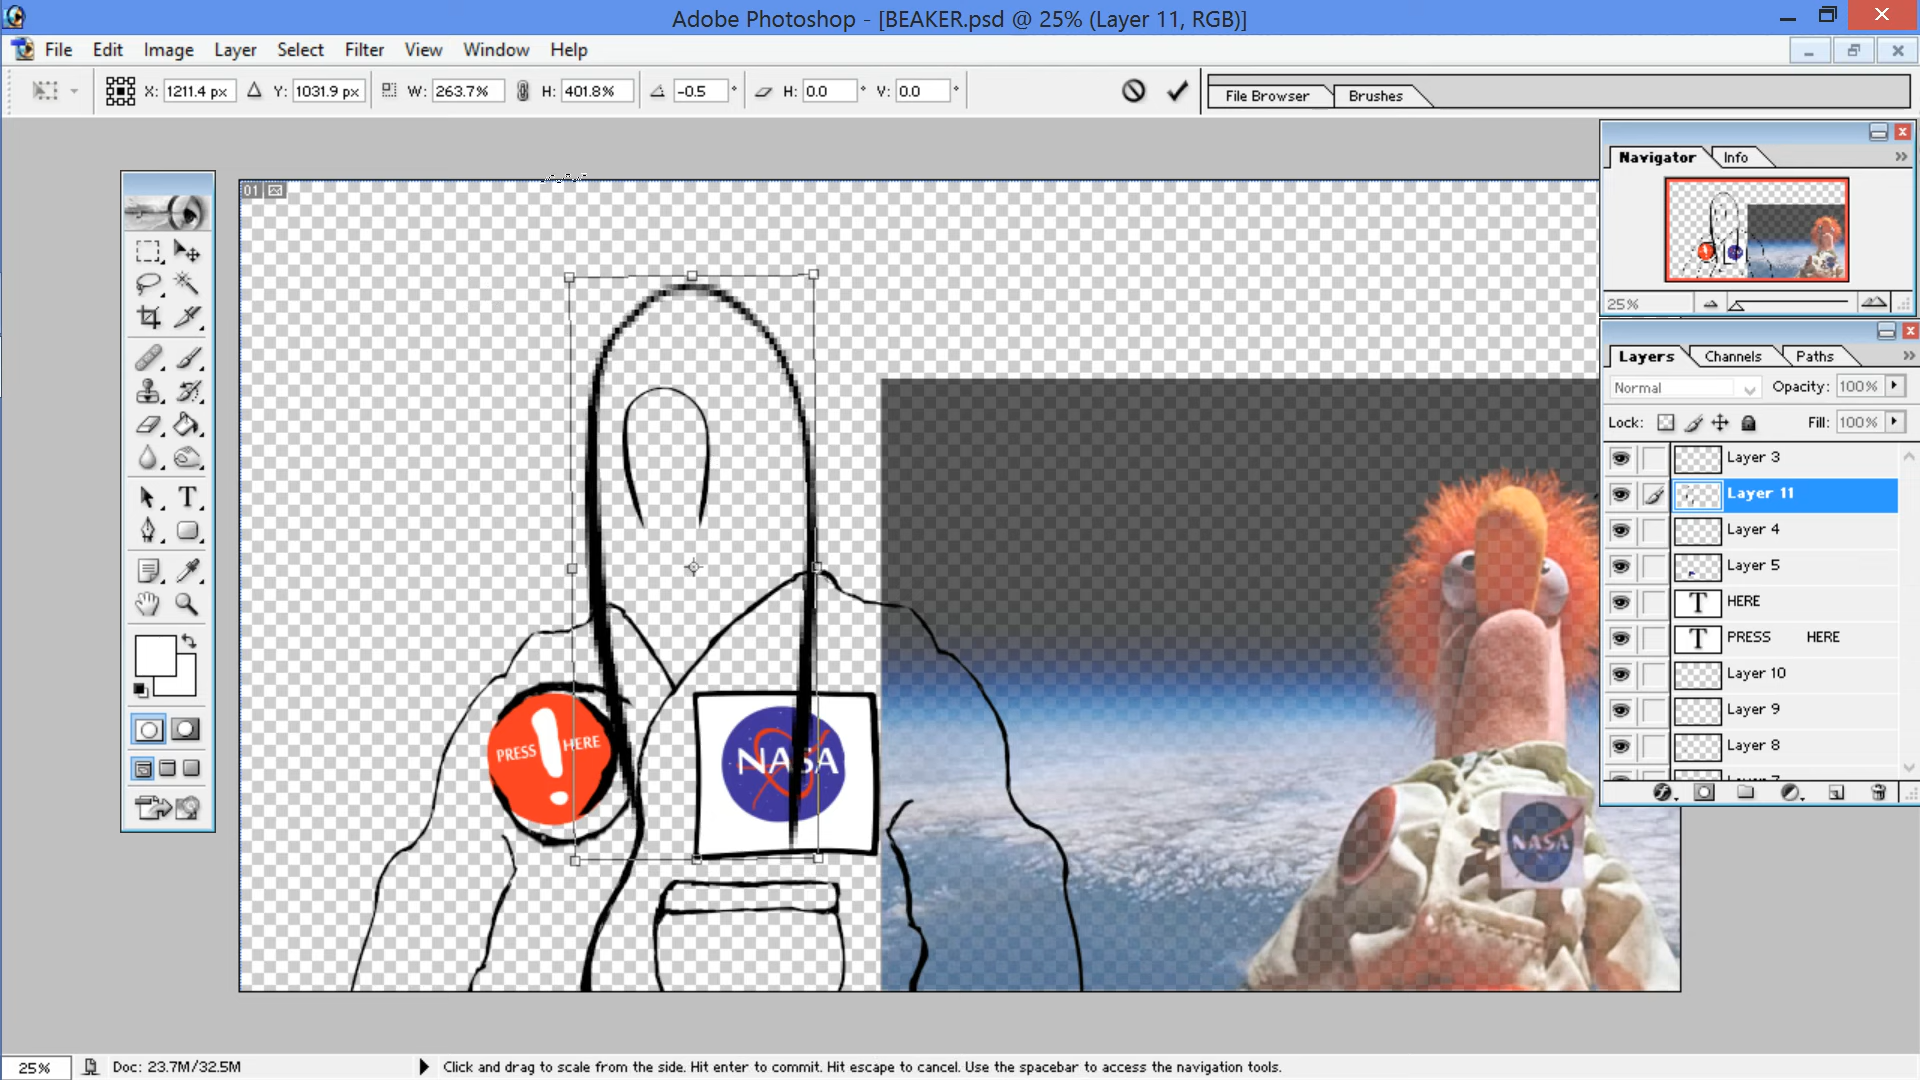 Adobe Photoshop - [BEAKER.psd @ 25% (Layer 11, RGB)]
File Edit Image Layer Select Filter View Window Help
X: 1211.4 px Y: 1031.9 px W: 263.7% H: 401.8% -0.5 ° H: 0.0 ° V: 0.0 °
File Browser Brushes
Navigator Info
25%
01
Layers Channels Paths
Normal Opacity: 100%
Lock: Fill: 100%
Layer 3
Layer 11
Layer 4
Layer 5
T HERE
T PRESS HERE
Layer 10
Layer 9
Layer 8
PRESS ! HERE
NASA
NASA
25% Doc: 23.7M/32.5M Click and drag to scale from the side. Hit enter to commit. Hit escape to cancel. Use the spacebar to access the navigation tools.